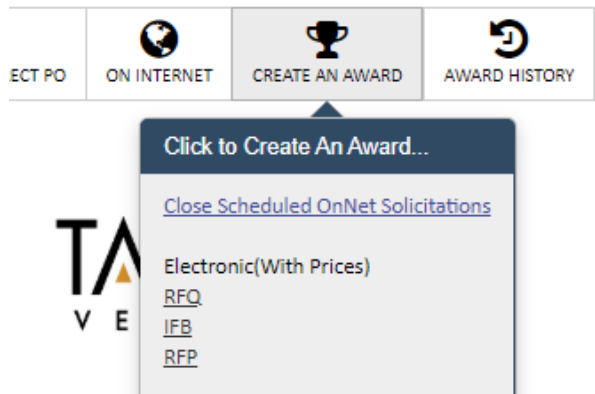 ECT PO
ON INTERNET
CREATE AN AWARD
AWARD HISTORY
Click to Create An Award...
Close Scheduled OnNet Solicitations
Electronic(With Prices)
RFQ
IFB
RFP
TA
V E